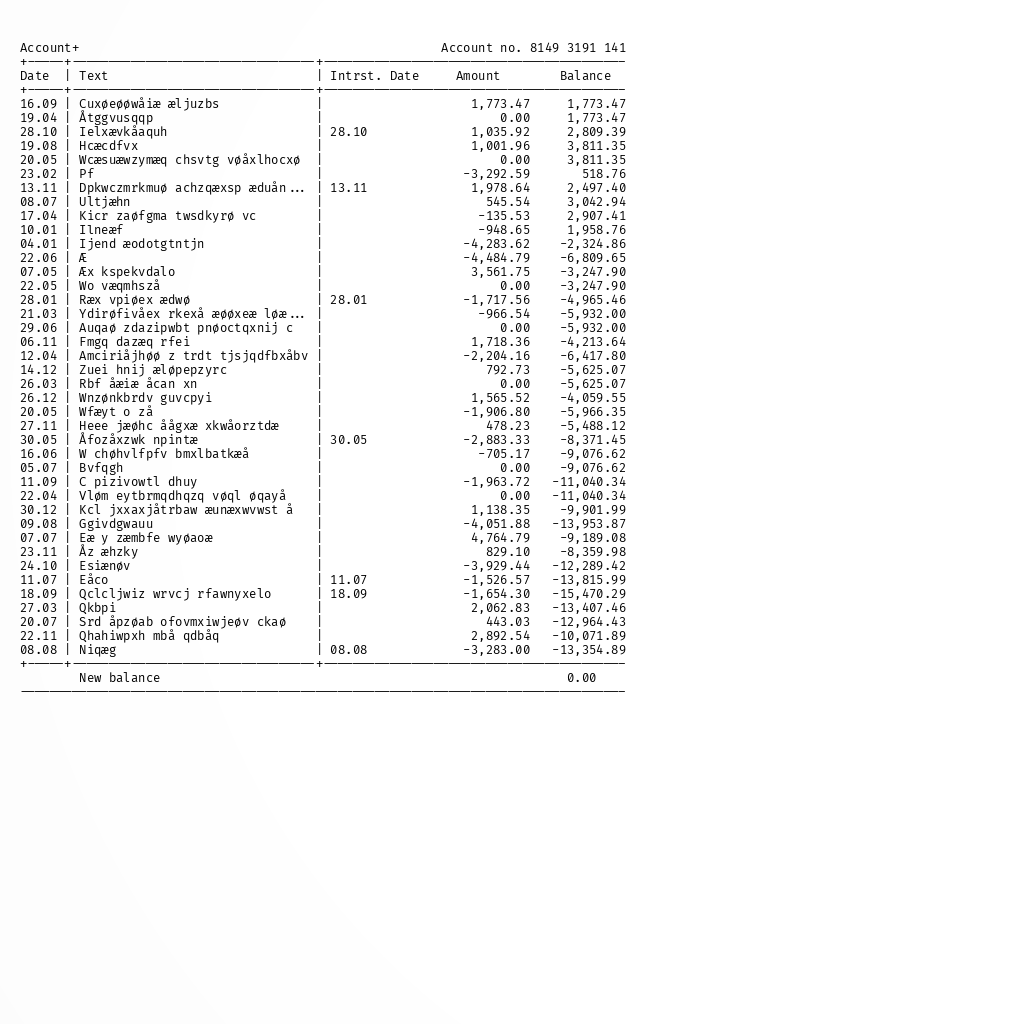 Account+ Account no. 8149 3191 141
Date | Text | Intrst. Date Amount Balance
16.09 | Cuxøeøøwåiæ æljuzbs | 1,773.47 1,773.47
19.04 | Åtggvusqqp | 0.00 1,773.47
28.10 | Ielxævkåaquh | 28.10 1,035.92 2,809.39
19.08 | Hcæcdfvx | 1,001.96 3,811.35
20.05 | Wcæsuæwzymæq chsvtg vøåxlhocxø | 0.00 3,811.35
23.02 | Pf | -3,292.59 518.76
13.11 | Dpkwczmrkmuø achzqæxsp æduån... | 13.11 1,978.64 2,497.40
08.07 | Ultjæhn | 545.54 3,042.94
17.04 | Kicr zaøfgma twsdkyrø vc | -135.53 2,907.41
10.01 | Ilneæf | -948.65 1,958.76
04.01 | Ijend æodotgtntjn | -4,283.62 -2,324.86
22.06 | Æ | -4,484.79 -6,809.65
07.05 | Æx kspekvdalo | 3,561.75 -3,247.90
22.05 | Wo væqmhszå | 0.00 -3,247.90
28.01 | Ræx vpiøex ædwø | 28.01 -1,717.56 -4,965.46
21.03 | Ydirøfivåex rkexå æøøxeæ løæ... | -966.54 -5,932.00
29.06 | Auqaø zdazipwbt pnøoctqxnij c | 0.00 -5,932.00
06.11 | Fmgq dazæq rfei | 1,718.36 -4,213.64
12.04 | Amciriåjhøø z trdt tjsjqdfbxåbv | -2,204.16 -6,417.80
14.12 | Zuei hnij æløpepzyrc | 792.73 -5,625.07
26.03 | Rbf åæiæ åcan xn | 0.00 -5,625.07
26.12 | Wnzønkbrdv guvcpyi | 1,565.52 -4,059.55
20.05 | Wfæyt o zå | -1,906.80 -5,966.35
27.11 | Heee jæøhc åågxæ xkwåorztdæ | 478.23 -5,488.12
30.05 | Åfozåxzwk npintæ | 30.05 -2,883.33 -8,371.45
16.06 | W chøhvlfpfv bmxlbatkæå | -705.17 -9,076.62
05.07 | Bvfqgh | 0.00 -9,076.62
11.09 | C pizivowtl dhuy | -1,963.72 -11,040.34
22.04 | Vløm eytbrmqdhqzq vøql øqayå | 0.00 -11,040.34
30.12 | Kcl jxxaxjåtrbaw æunæxwvwst å | 1,138.35 -9,901.99
09.08 | Ggivdgwauu | -4,051.88 -13,953.87
07.07 | Eæ y zæmbfe wyøaoæ | 4,764.79 -9,189.08
23.11 | Åz æhzky | 829.10 -8,359.98
24.10 | Esiænøv | -3,929.44 -12,289.42
11.07 | Eåco | 11.07 -1,526.57 -13,815.99
18.09 | Qclcljwiz wrvcj rfawnyxelo | 18.09 -1,654.30 -15,470.29
27.03 | Qkbpi | 2,062.83 -13,407.46
20.07 | Srd åpzøab ofovmxiwjeøv ckaø | 443.03 -12,964.43
22.11 | Qhahiwpxh mbå qdbåq | 2,892.54 -10,071.89
08.08 | Niqæg | 08.08 -3,283.00 -13,354.89
New balance 0.00